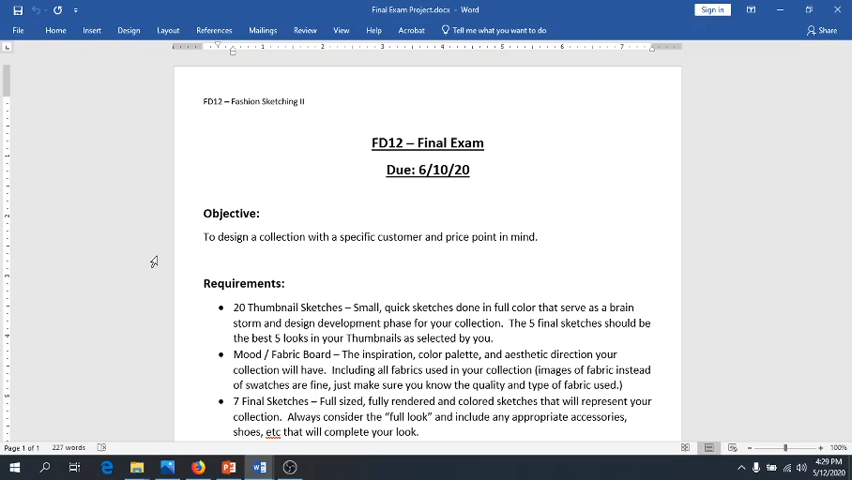 Final Exam Project.docx - Word
Sign in
File Home Insert Design Layout References Mailings Review View Help Acrobat Tell me what you want to do Share
1 2 3 4 5 6 7
FD12 – Fashion Sketching II
FD12 – Final Exam
Due: 6/10/20
Objective:
To design a collection with a specific customer and price point in mind.
Requirements:
• 20 Thumbnail Sketches – Small, quick sketches done in full color that serve as a brain
storm and design development phase for your collection. The 5 final sketches should be
the best 5 looks in your Thumbnails as selected by you.
• Mood / Fabric Board – The inspiration, color palette, and aesthetic direction your
collection will have. Including all fabrics used in your collection (images of fabric instead
of swatches are fine, just make sure you know the quality and type of fabric used.)
• 7 Final Sketches – Full sized, fully rendered and colored sketches that will represent your
collection. Always consider the “full look” and include any appropriate accessories,
shoes, etc that will complete your look.
Page 1 of 1 227 words 100%
4:29 PM
5/12/2020